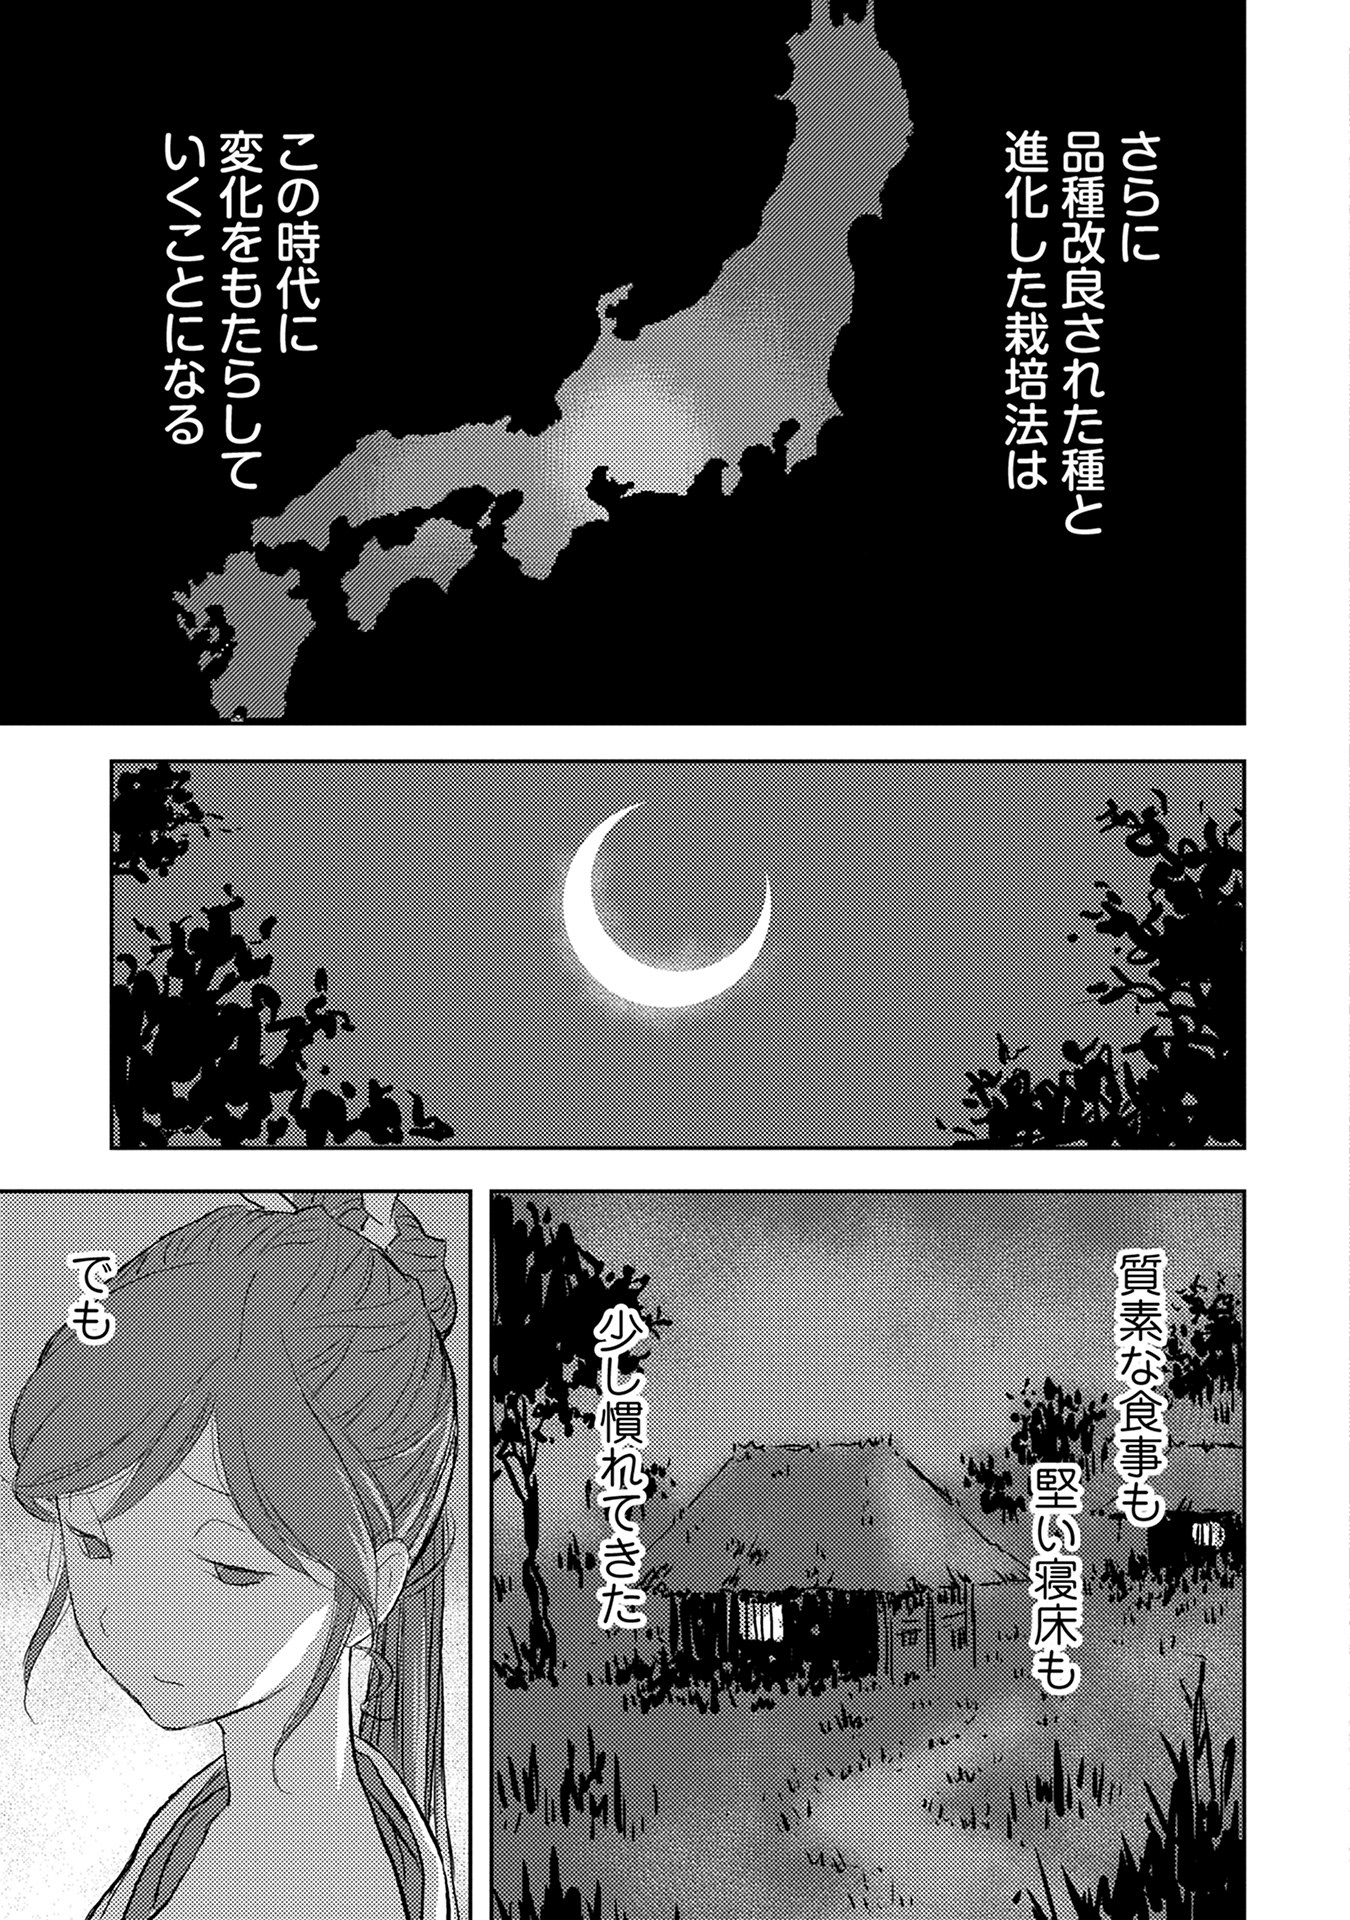 さらに
品種改良された種と
進化した栽培法は
この時代に
変化をもたらして
いくことになる
質素な食事も
堅い寝床も
少し慣れてきた
でも